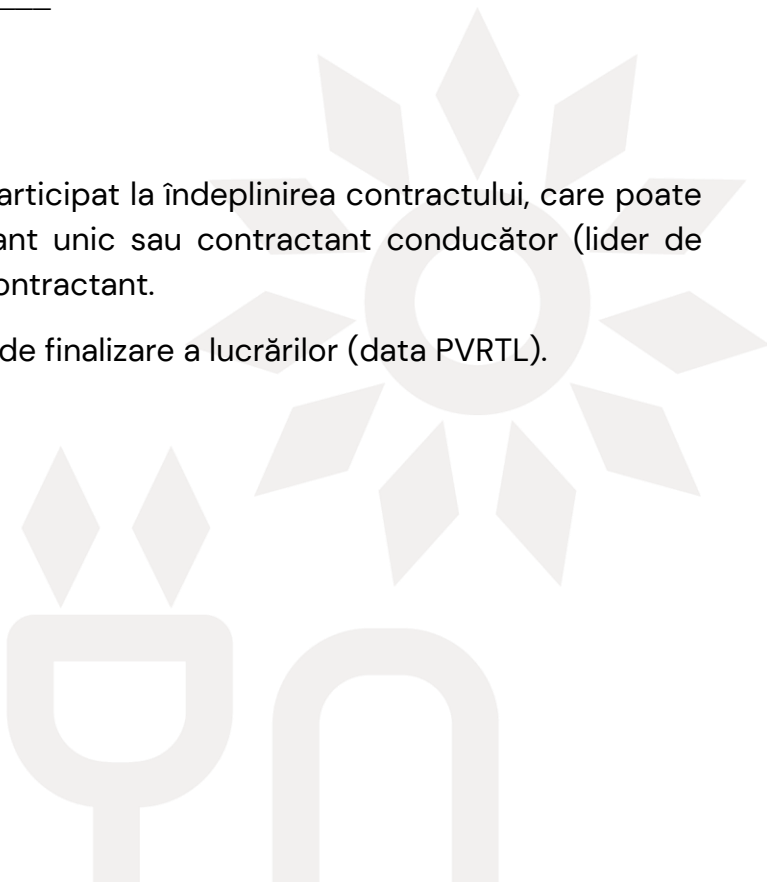 articipat la îndeplinirea contractului, care poate
ant unic sau contractant conducător (lider de
ontractant.
de finalizare a lucrărilor (data PVRTL).